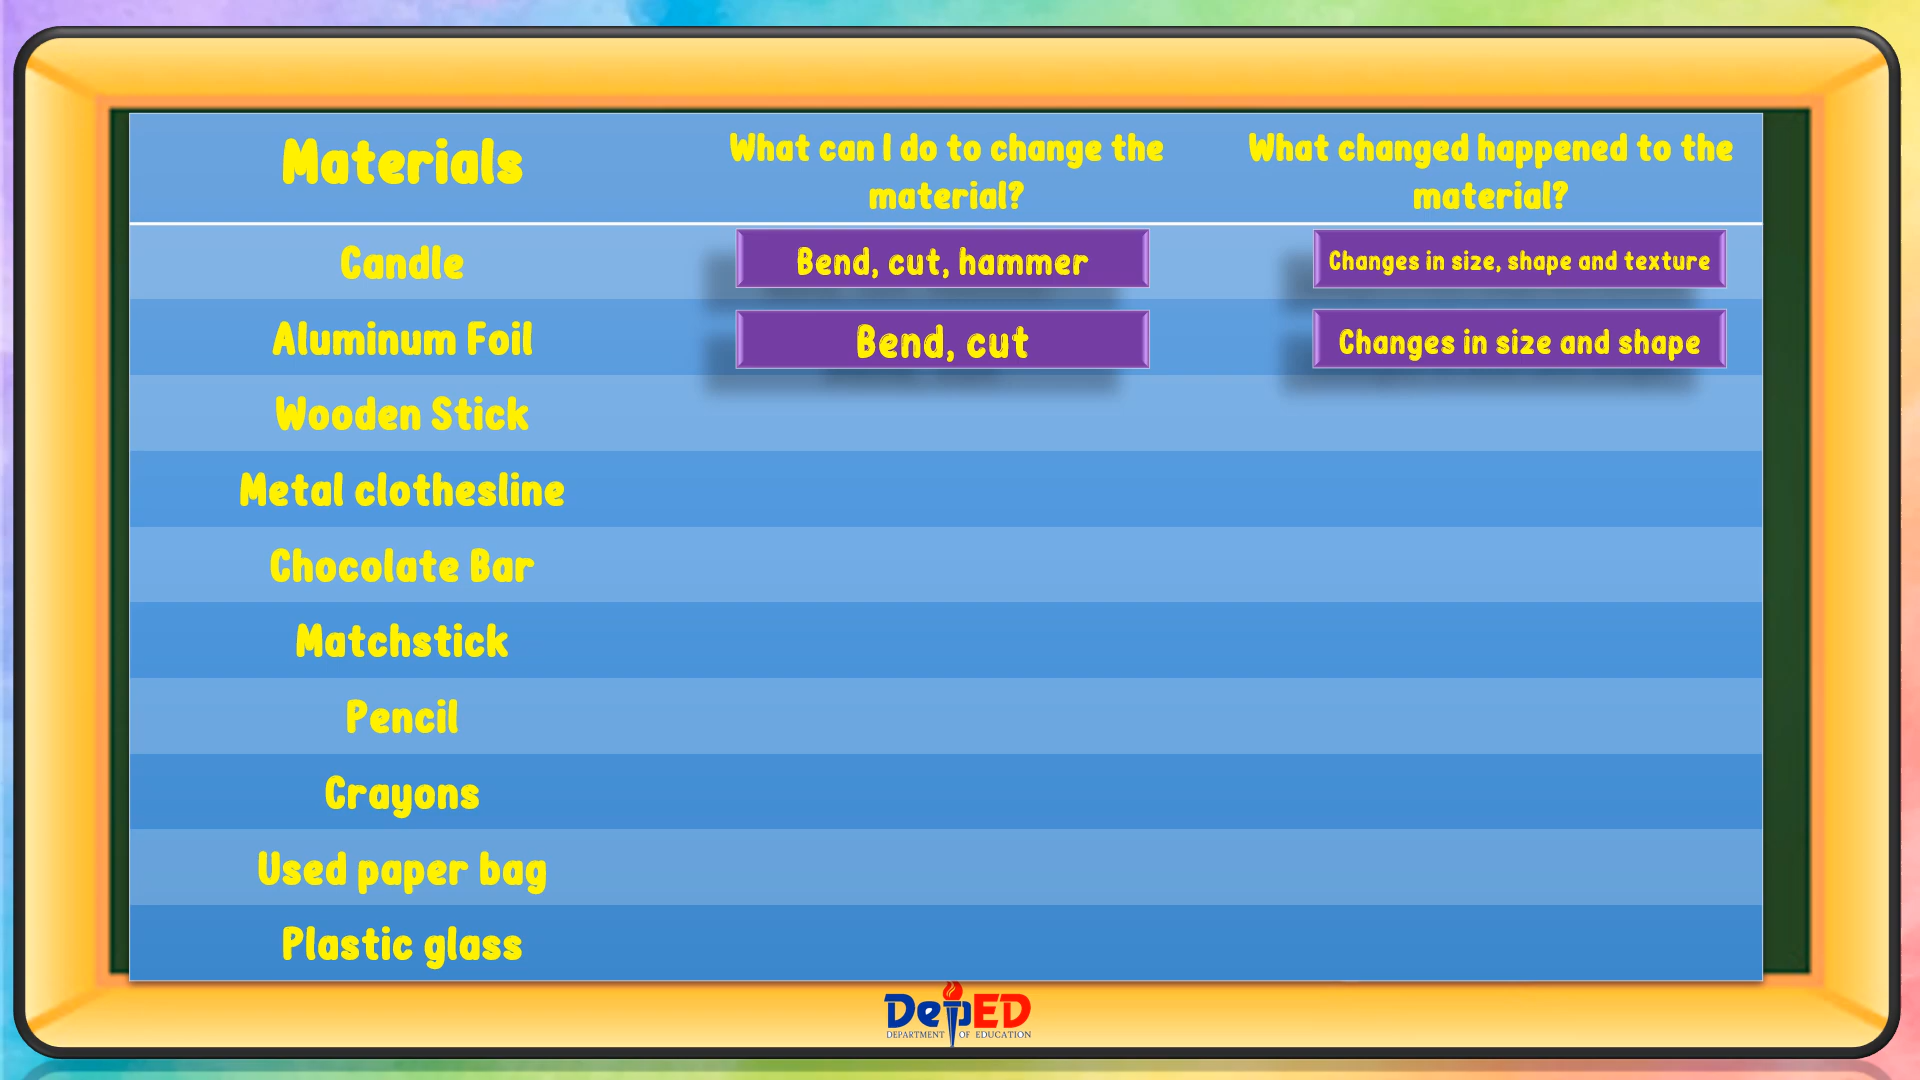 Materials
What can I do to change the
material?
What changed happened to the
material?
Candle
Bend, cut, hammer
Changes in size, shape and texture
Aluminum Foil
Bend, cut
Changes in size and shape
Wooden Stick
Metal clothesline
Chocolate Bar
Matchstick
Pencil
Crayons
Used paper bag
Plastic glass
DepED
DEPARTMENT OF EDUCATION